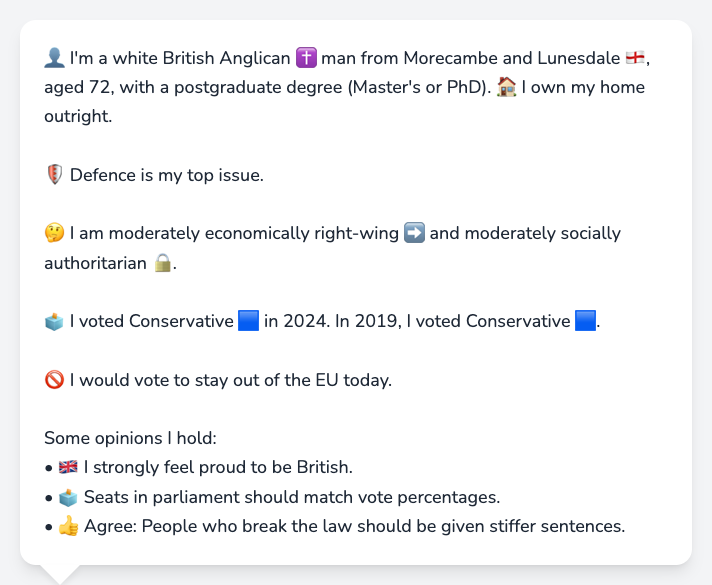 👤 I'm a white British Anglican ✝️ man from Morecambe and Lunesdale 🏴󠁧󠁢󠁥󠁮󠁧󠁿,
aged 72, with a postgraduate degree (Master's or PhD). 🏠 I own my home
outright.
🛡️ Defence is my top issue.
🤔 I am moderately economically right-wing ➡️ and moderately socially
authoritarian 🔒.
🗳️ I voted Conservative 🟦 in 2024. In 2019, I voted Conservative 🟦.
🚫 I would vote to stay out of the EU today.
Some opinions I hold:
• 🇬🇧 I strongly feel proud to be British.
• 🗳️ Seats in parliament should match vote percentages.
• 👍 Agree: People who break the law should be given stiffer sentences.